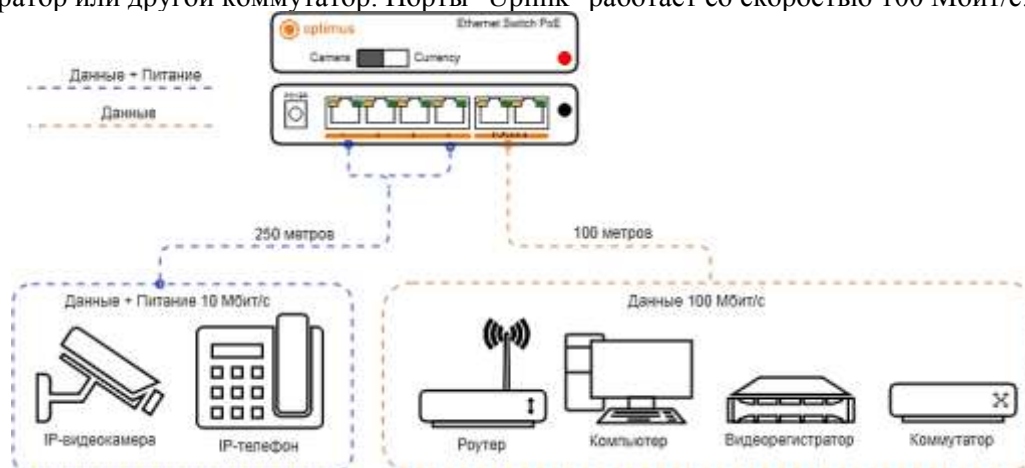 ратор или другой коммутатор. Порты "Uplink" работает со скоростью 100 Мбит/с.
optimus
Ethernet Switch PoE
Camera
Currency
Данные + Питание
Данные
250 метров
100 метров
Данные + Питание 10 Мбит/с
Данные 100 Мбит/с
IP-видеокамера
IP-телефон
Роутер
Компьютер
Видеорегистратор
Коммутатор